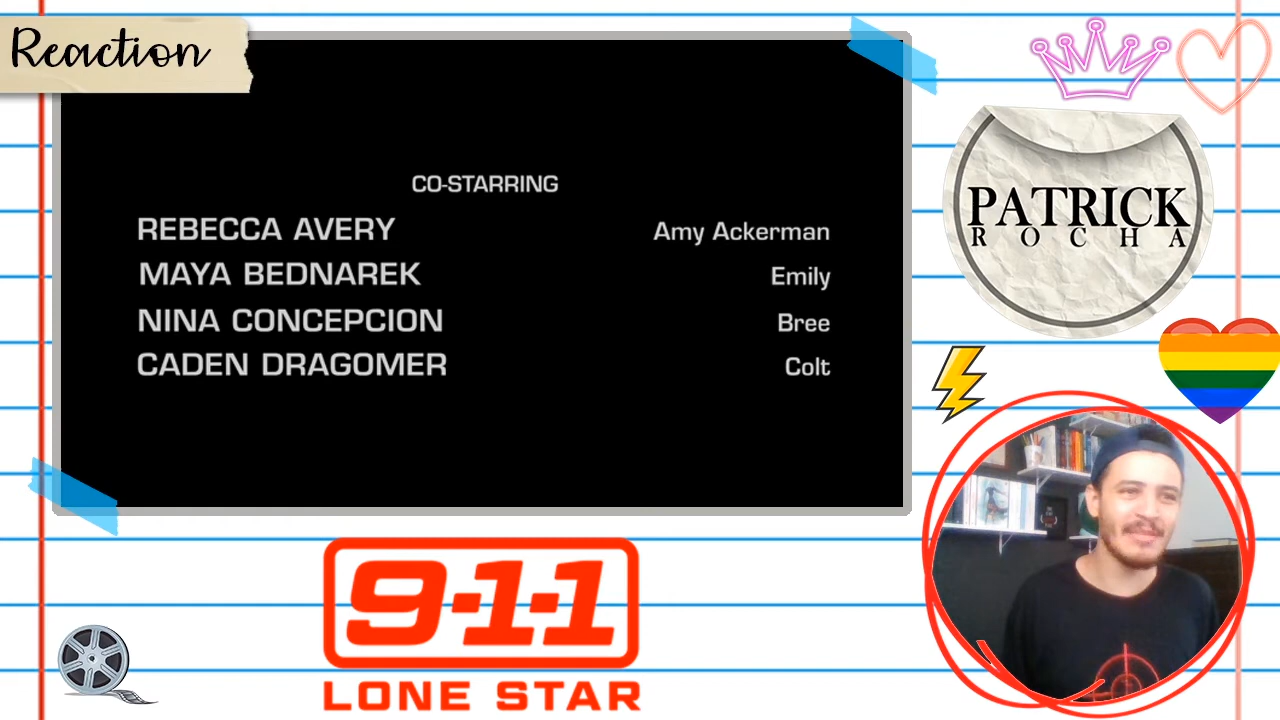 Reaction
CO-STARRING
REBECCA AVERY Amy Ackerman
MAYA BEDNAREK Emily
NINA CONCEPCION Bree
CADEN DRAGOMER Colt
PATRICK
ROCHA
9-1-1
LONE STAR